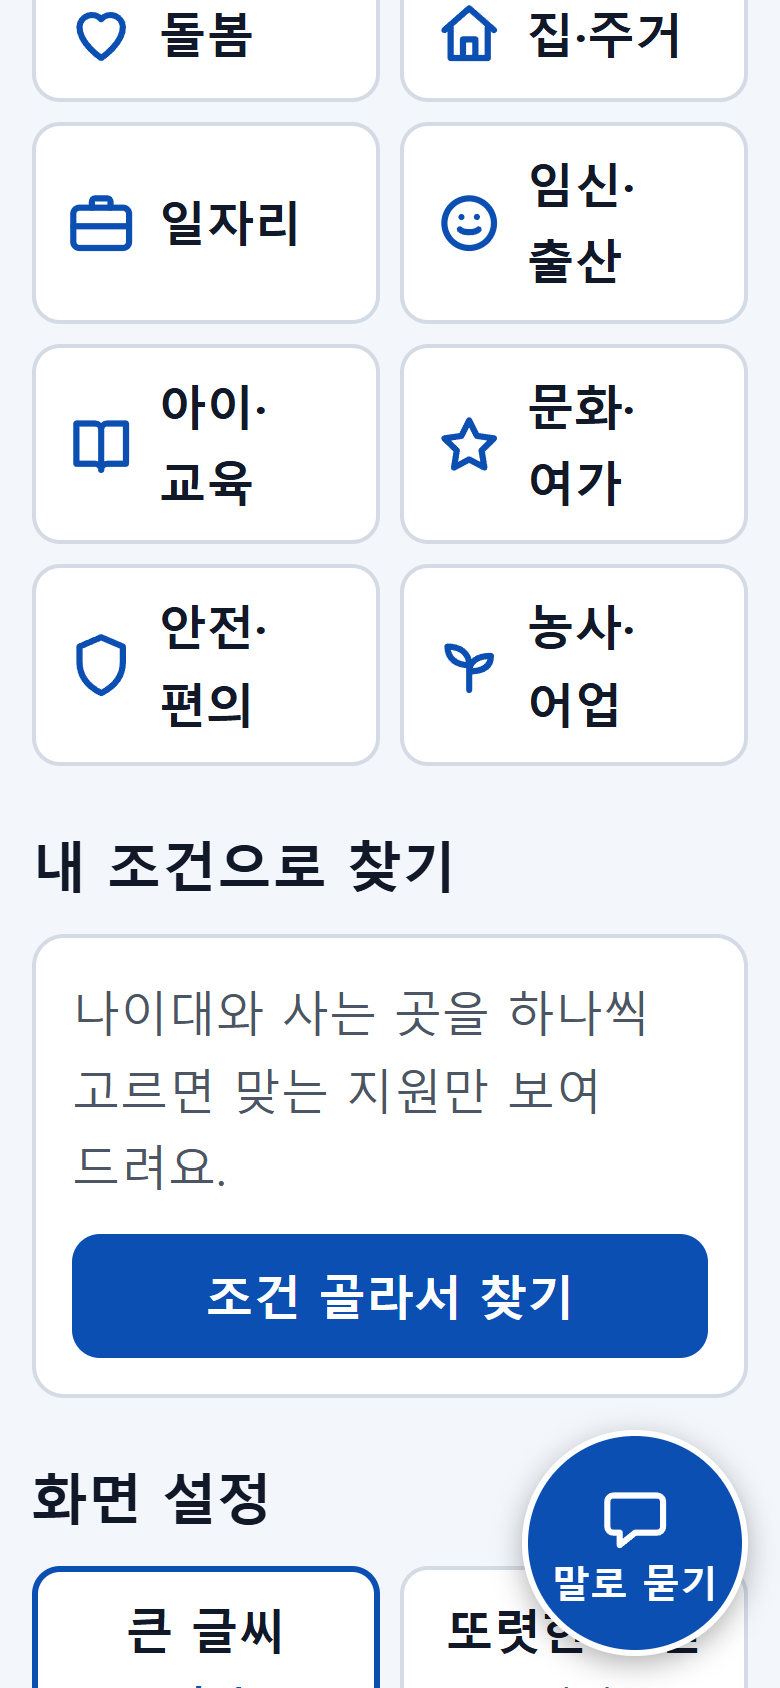 돌봄
집·주거
일자리
임신·
출산
아이·
교육
문화·
여가
안전·
편의
농사·
어업
내 조건으로 찾기
나이대와 사는 곳을 하나씩
고르면 맞는 지원만 보여
드려요.
조건 골라서 찾기
화면 설정
말로 묻기
큰 글씨